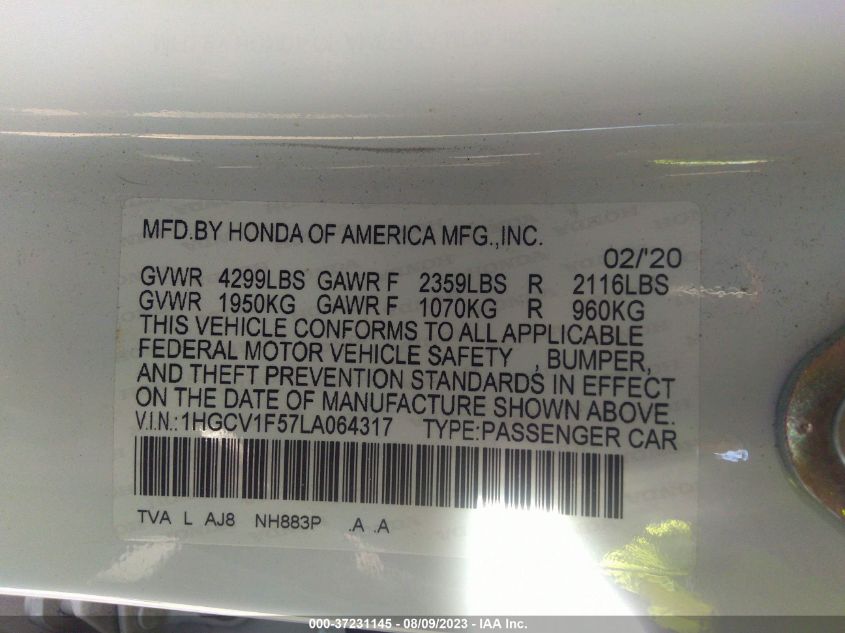 MFD.BY HONDA OF AMERICA MFG.,INC.
02/'20
GVWR 4299LBS GAWR F 2359LBS R 2116LBS
GVWR 1950KG GAWR F 1070KG R 960KG
THIS VEHICLE CONFORMS TO ALL APPLICABLE
FEDERAL MOTOR VEHICLE SAFETY , BUMPER,
AND THEFT PREVENTION STANDARDS IN EFFECT
ON THE DATE OF MANUFACTURE SHOWN ABOVE.
V.I.N.:1HGCV1F57LA064317 TYPE:PASSENGER CAR
TVA L AJ8 NH883P .A .A
000-37231145 - 08/09/2023 - IAA Inc.